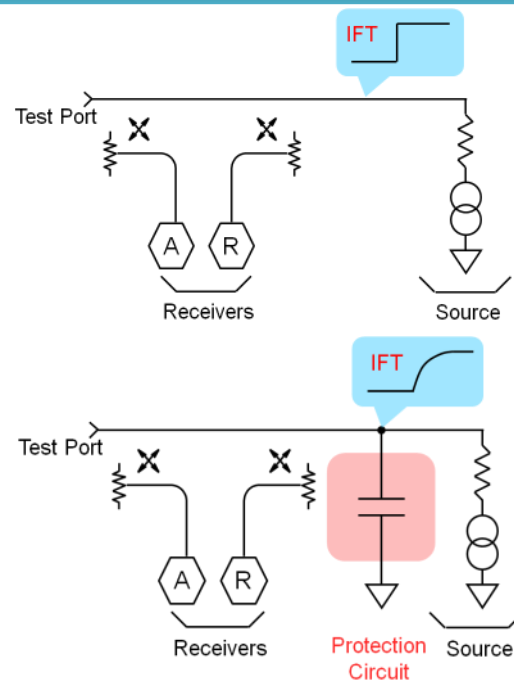 IFT
Test Port
A
R
Receivers
Source
IFT
Test Port
A
R
Receivers
Protection
Circuit
Source